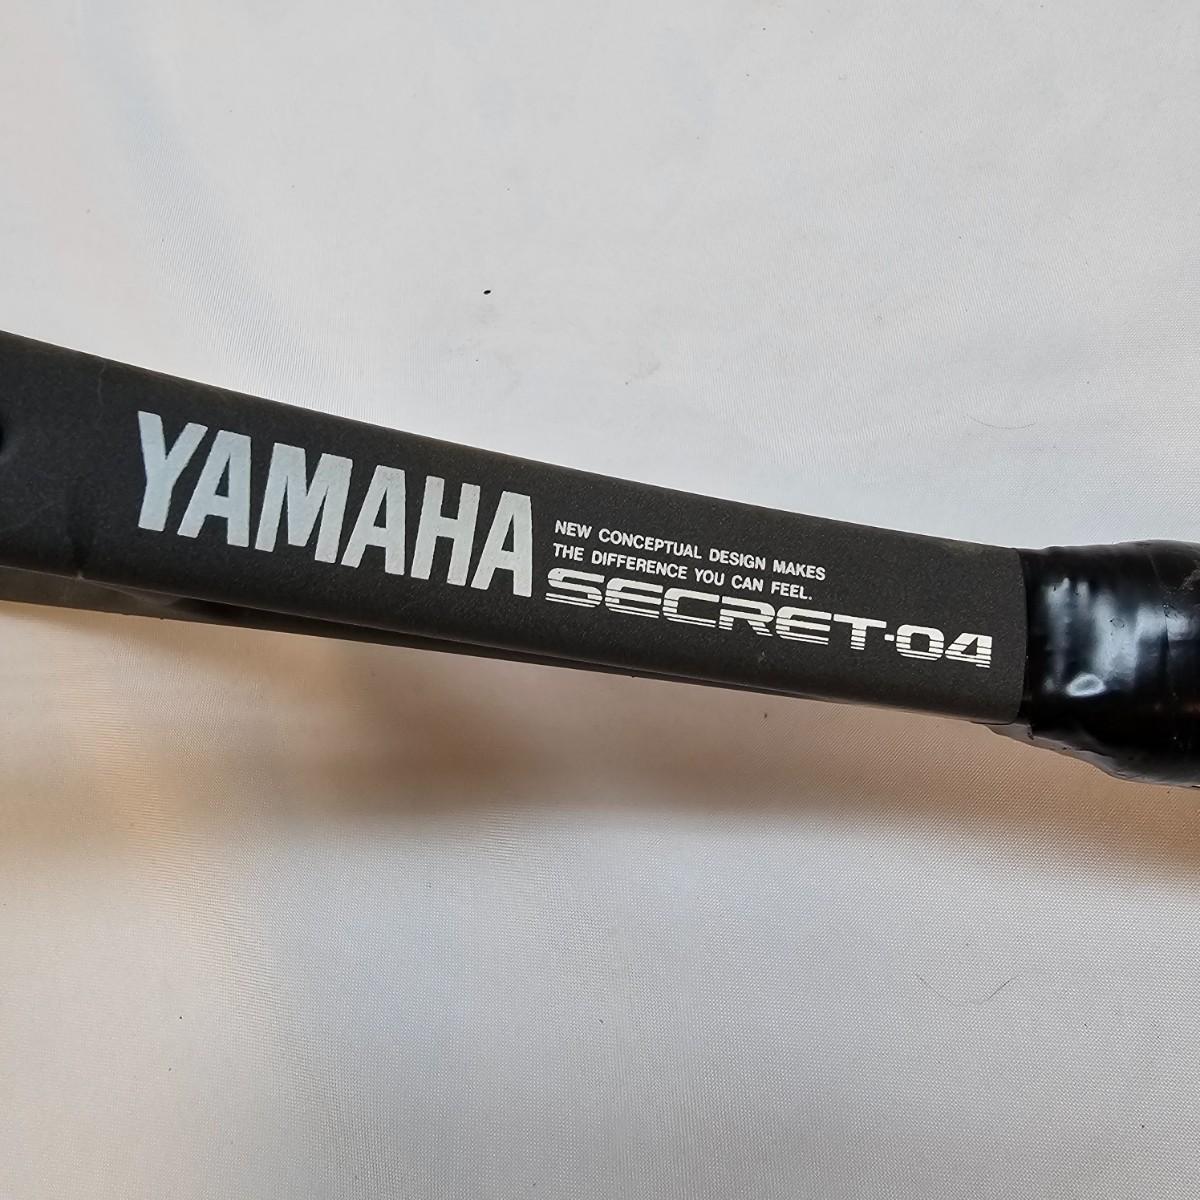 YAMAHA
NEW CONCEPTUAL DESIGN MAKES
THE DIFFERENCE YOU CAN FEEL.
SECRET-04